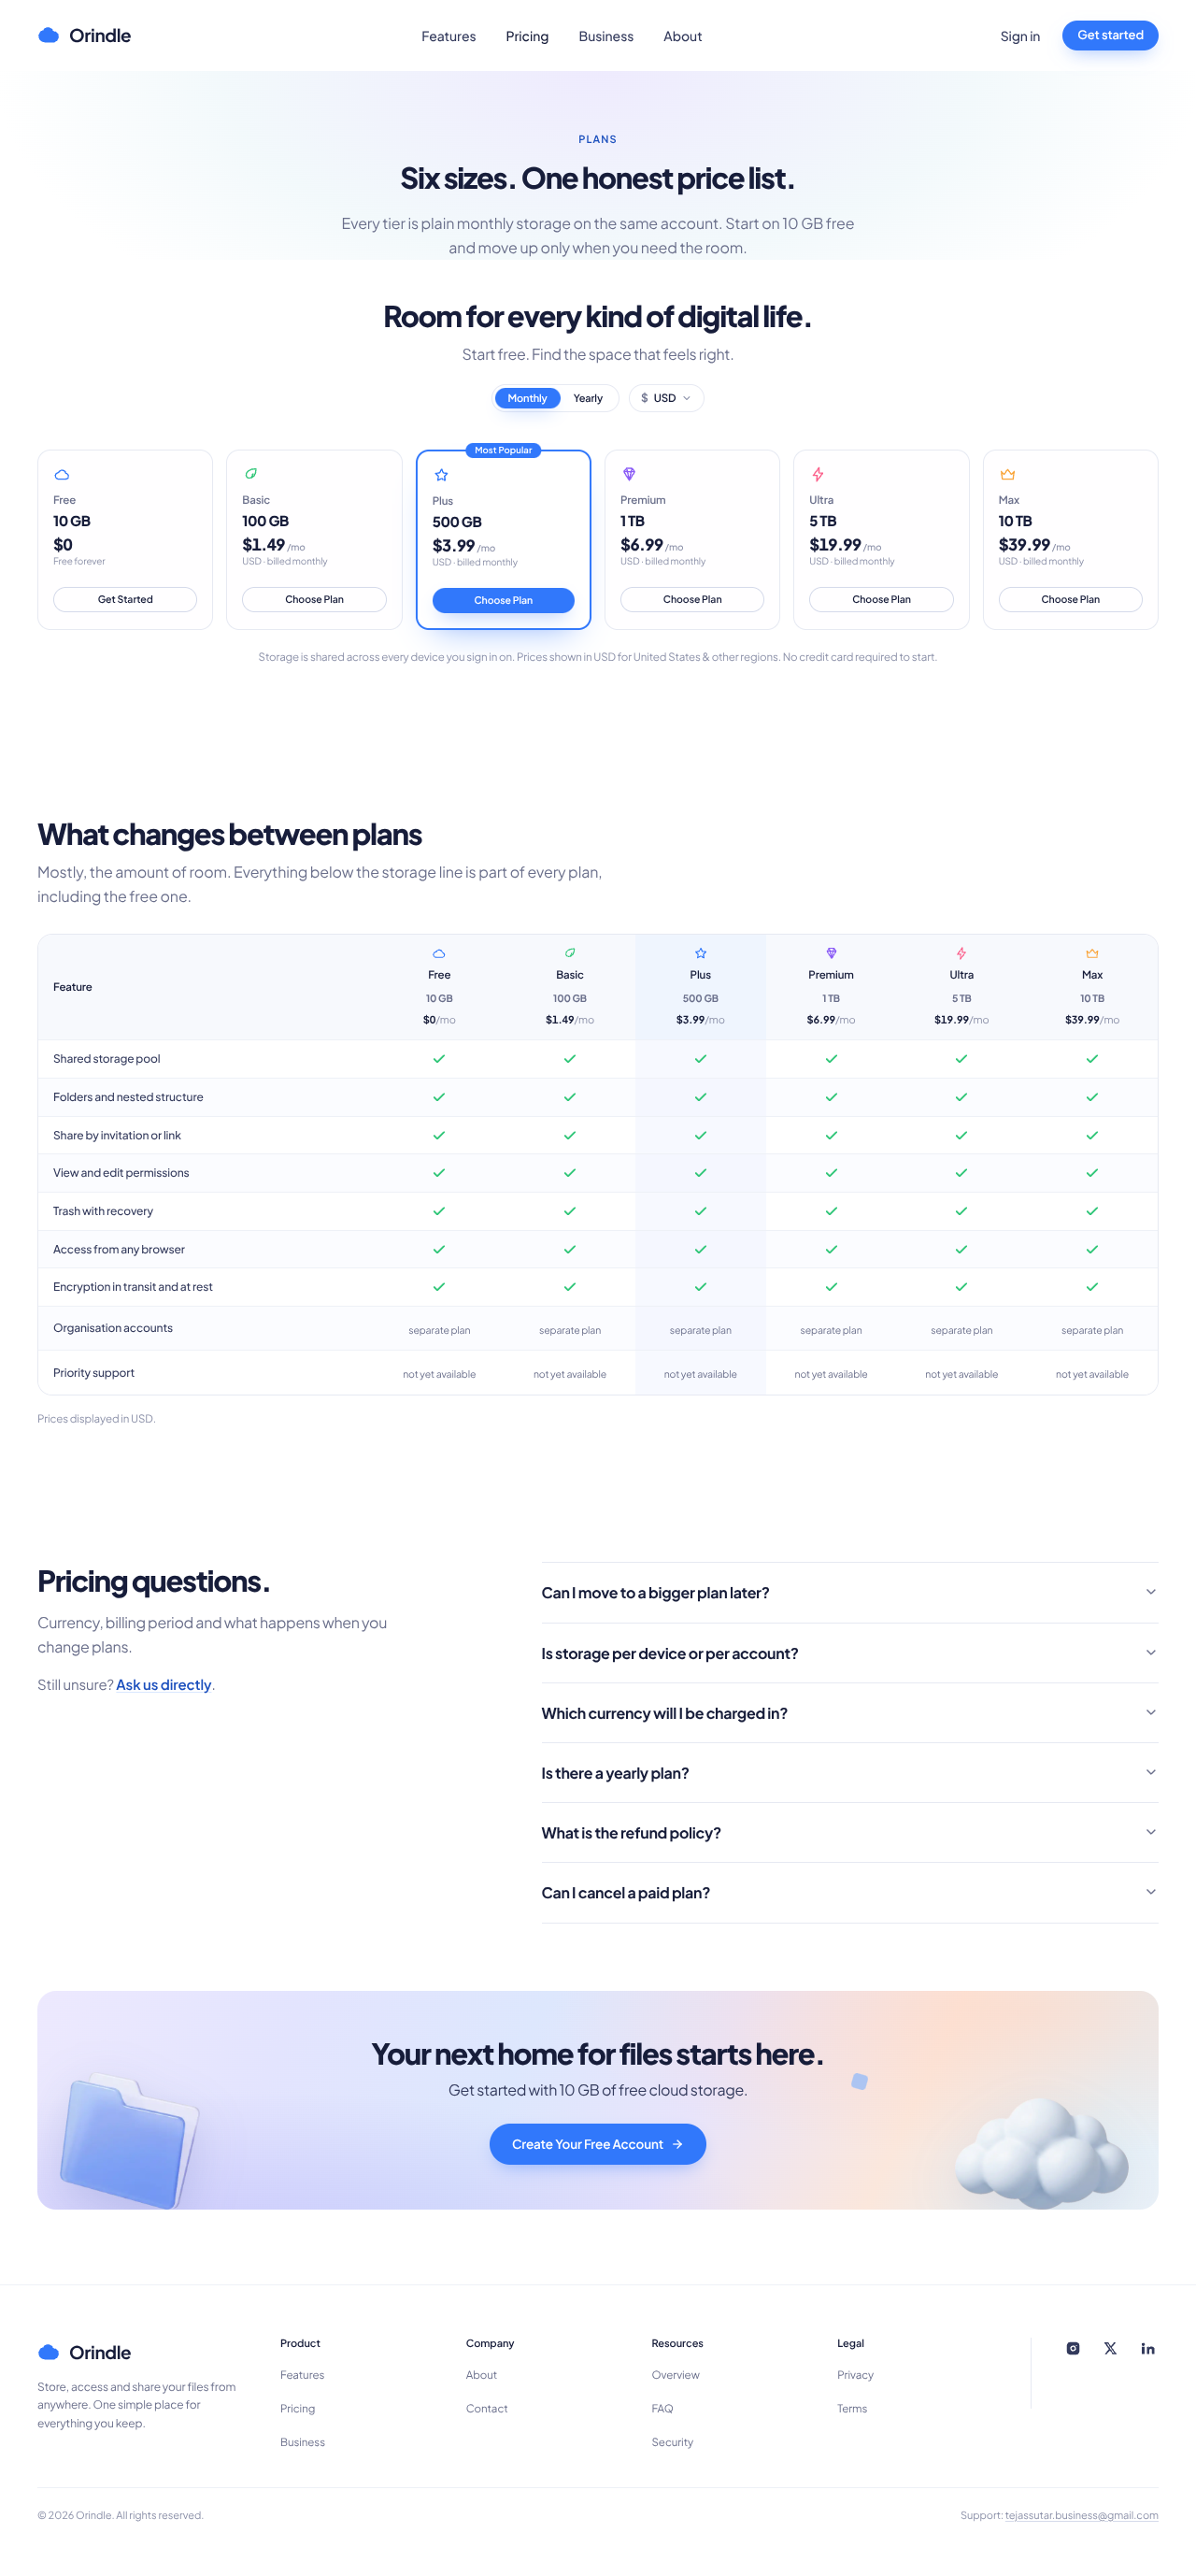 Orindle
Features Pricing Business About
Sign in Get started
PLANS
Six sizes. One honest price list.
Every tier is plain monthly storage on the same account. Start on 10 GB free
and move up only when you need the room.
Room for every kind of digital life.
Start free. Find the space that feels right.
Monthly Yearly $ USD
Free
10 GB
$0
Free forever
Get Started
Basic
100 GB
$1.49 /mo
USD · billed monthly
Choose Plan
Most Popular
Plus
500 GB
$3.99 /mo
USD · billed monthly
Choose Plan
Premium
1 TB
$6.99 /mo
USD · billed monthly
Choose Plan
Ultra
5 TB
$19.99 /mo
USD · billed monthly
Choose Plan
Max
10 TB
$39.99 /mo
USD · billed monthly
Choose Plan
Storage is shared across every device you sign in on. Prices shown in USD for United States & other regions. No credit card required to start.
What changes between plans
Mostly, the amount of room. Everything below the storage line is part of every plan,
including the free one.
Feature
Free Basic Plus Premium Ultra Max
10 GB 100 GB 500 GB 1 TB 5 TB 10 TB
$0/mo $1.49/mo $3.99/mo $6.99/mo $19.99/mo $39.99/mo
Shared storage pool
Folders and nested structure
Share by invitation or link
View and edit permissions
Trash with recovery
Access from any browser
Encryption in transit and at rest
Organisation accounts separate plan separate plan separate plan separate plan separate plan separate plan
Priority support not yet available not yet available not yet available not yet available not yet available not yet available
Prices displayed in USD.
Pricing questions.
Currency, billing period and what happens when you
change plans.
Still unsure? Ask us directly.
Can I move to a bigger plan later?
Is storage per device or per account?
Which currency will I be charged in?
Is there a yearly plan?
What is the refund policy?
Can I cancel a paid plan?
Your next home for files starts here.
Get started with 10 GB of free cloud storage.
Create Your Free Account →
Orindle
Store, access and share your files from
anywhere. One simple place for
everything you keep.
Product
Features
Pricing
Business
Company
About
Contact
Resources
Overview
FAQ
Security
Legal
Privacy
Terms
© 2026 Orindle. All rights reserved.
Support: tejassutar.business@gmail.com